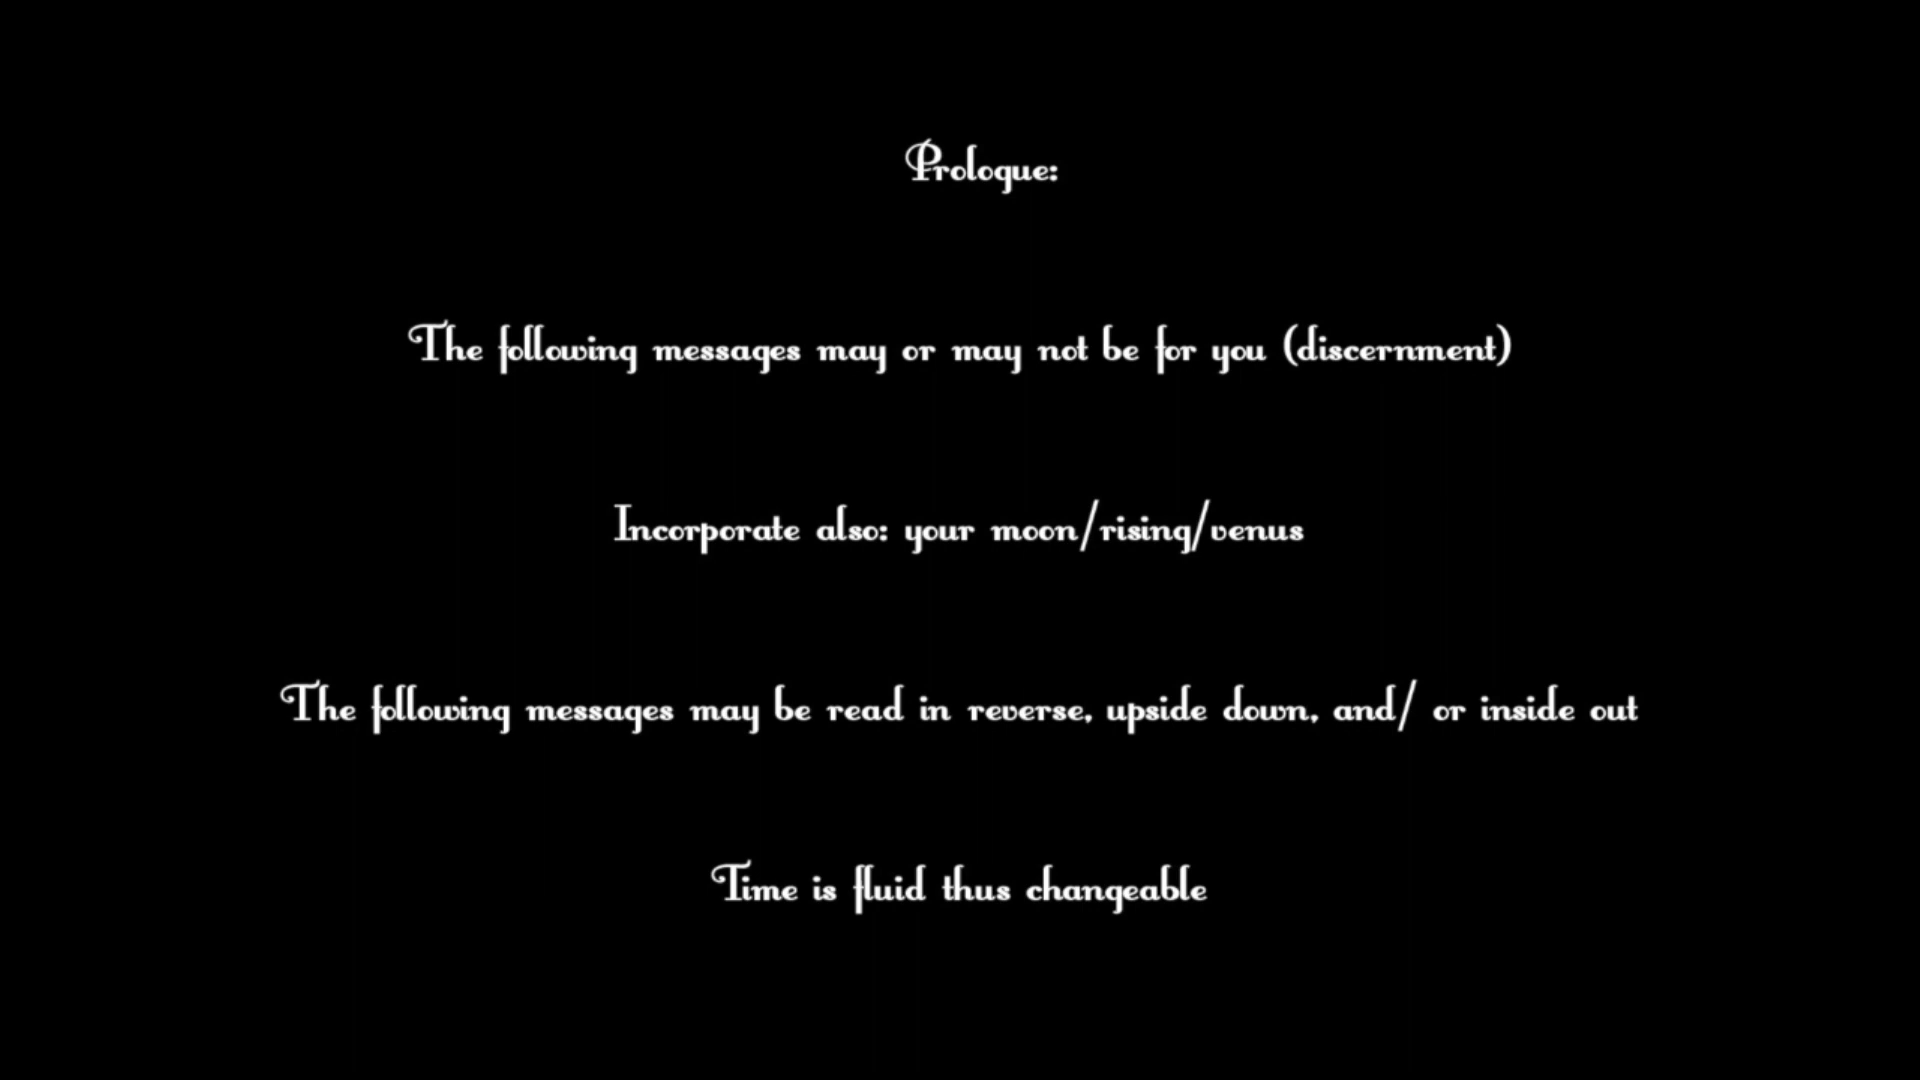 Prologue:
The following messages may or may not be for you (discernment)
Incorporate also: your moon/rising/venus
The following messages may be read in reverse, upside down, and/ or inside out
Time is fluid thus changeable